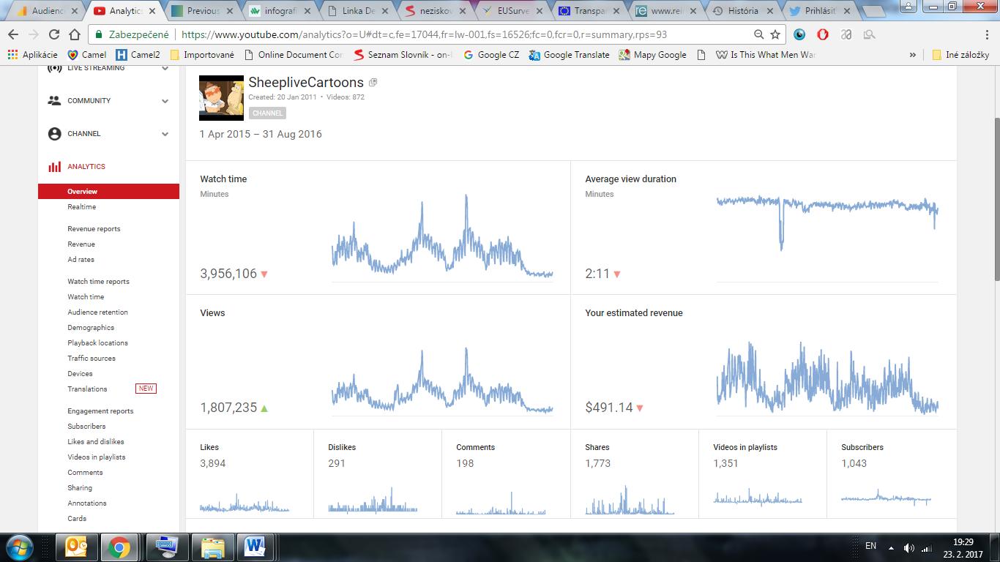 Audience
Analytics
Previous
infografi
Linka De
neziskov
EUSurve
Transpa
www.rei
História
Prihlásiť
Zabezpečené
https://www.youtube.com/analytics?o=U#dt=c,fe=17044,fr=lw-001,fs=16526;fc=0,fcr=0,r=summary,rps=93
Aplikácie
Camel
Camel2
Importované
Online Document Con
Seznam Slovník - on-
Google CZ
Google Translate
Mapy Google
Is This What Men Wan
»
Iné záložky
LIVE STREAMING
COMMUNITY
CHANNEL
ANALYTICS
Overview
Realtime
Revenue reports
Revenue
Ad rates
Watch time reports
Watch time
Audience retention
Demographics
Playback locations
Traffic sources
Devices
Translations NEW
Engagement reports
Subscribers
Likes and dislikes
Videos in playlists
Comments
Sharing
Annotations
Cards
SheepliveCartoons
Created: 20 Jan 2011 • Videos: 872
CHANNEL
1 Apr 2015 – 31 Aug 2016
Watch time
Minutes
3,956,106
Average view duration
Minutes
2:11
Views
1,807,235
Your estimated revenue
$491.14
Likes
3,894
Dislikes
291
Comments
198
Shares
1,773
Videos in playlists
1,351
Subscribers
1,043
EN
19:29
23. 2. 2017